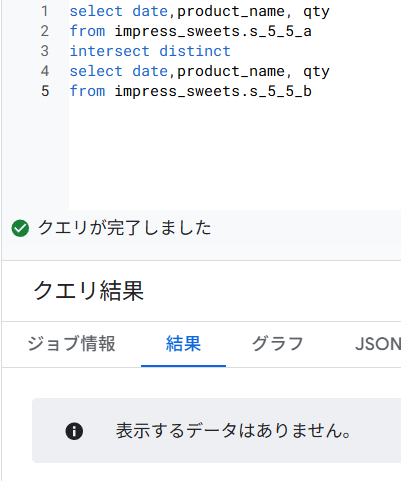 1 select date,product_name, qty
2 from impress_sweets.s_5_5_a
3 intersect distinct
4 select date,product_name, qty
5 from impress_sweets.s_5_5_b
クエリが完了しました
クエリ結果
ジョブ情報 結果 グラフ JSON
表示するデータはありません。